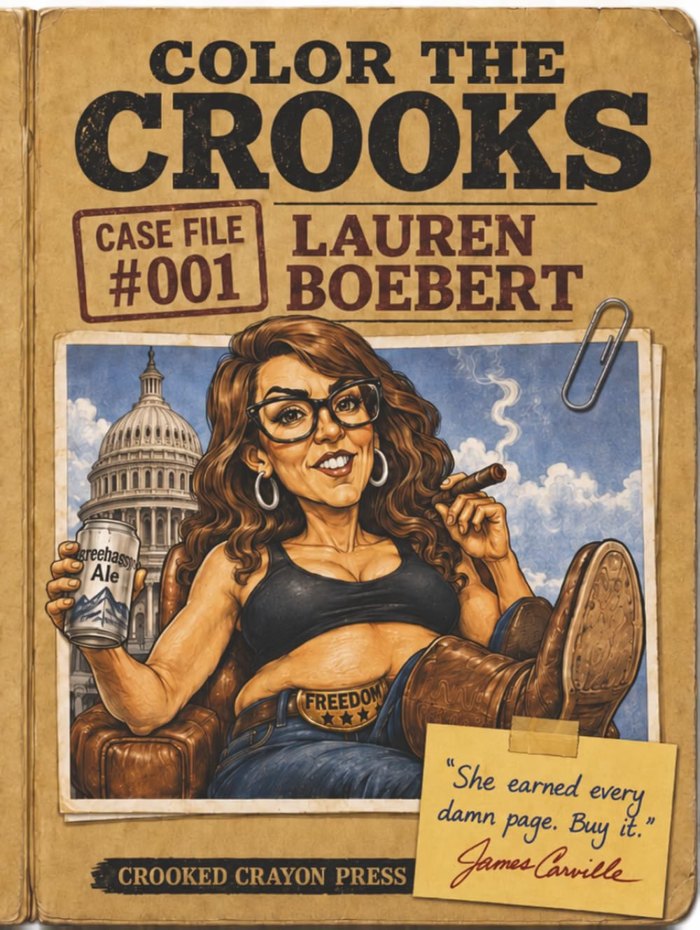 COLOR THE
CROOKS
CASE FILE
#001
LAUREN
BOEBERT
Ale
FREEDOM
"She earned every
damn page. Buy it."
James Carville
CROOKED CRAYON PRESS